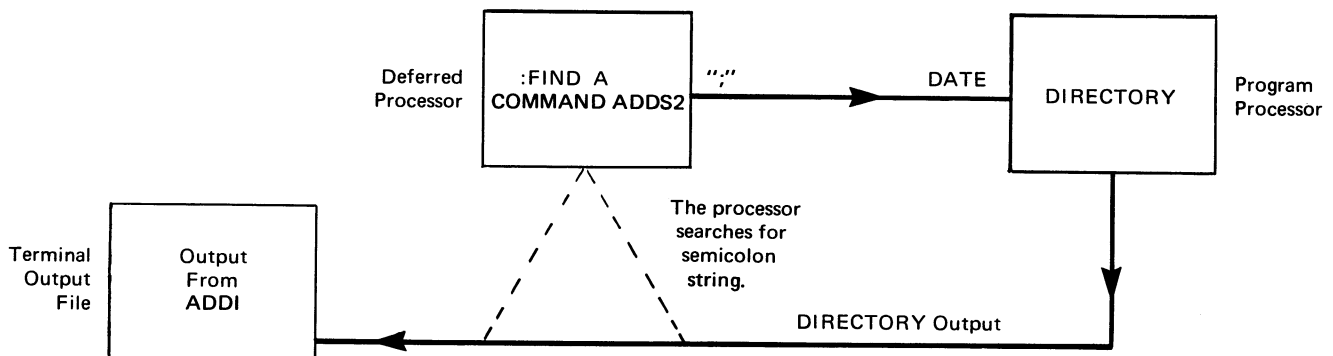 Deferred
Processor
:FIND A
COMMAND ADDS2
";"
DATE
DIRECTORY
Program
Processor
The processor
searches for
semicolon
string.
Terminal
Output
File
Output
From
ADDI
DIRECTORY Output